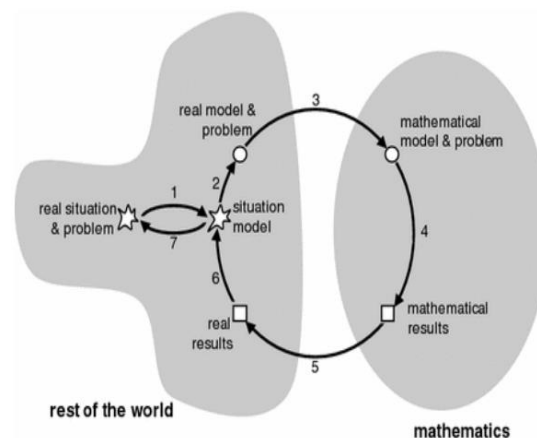 real model &
problem
3
mathematical
model & problem
1
2
real situation
& problem
situation
model
7
4
6
real
results
mathematical
results
5
rest of the world
mathematics